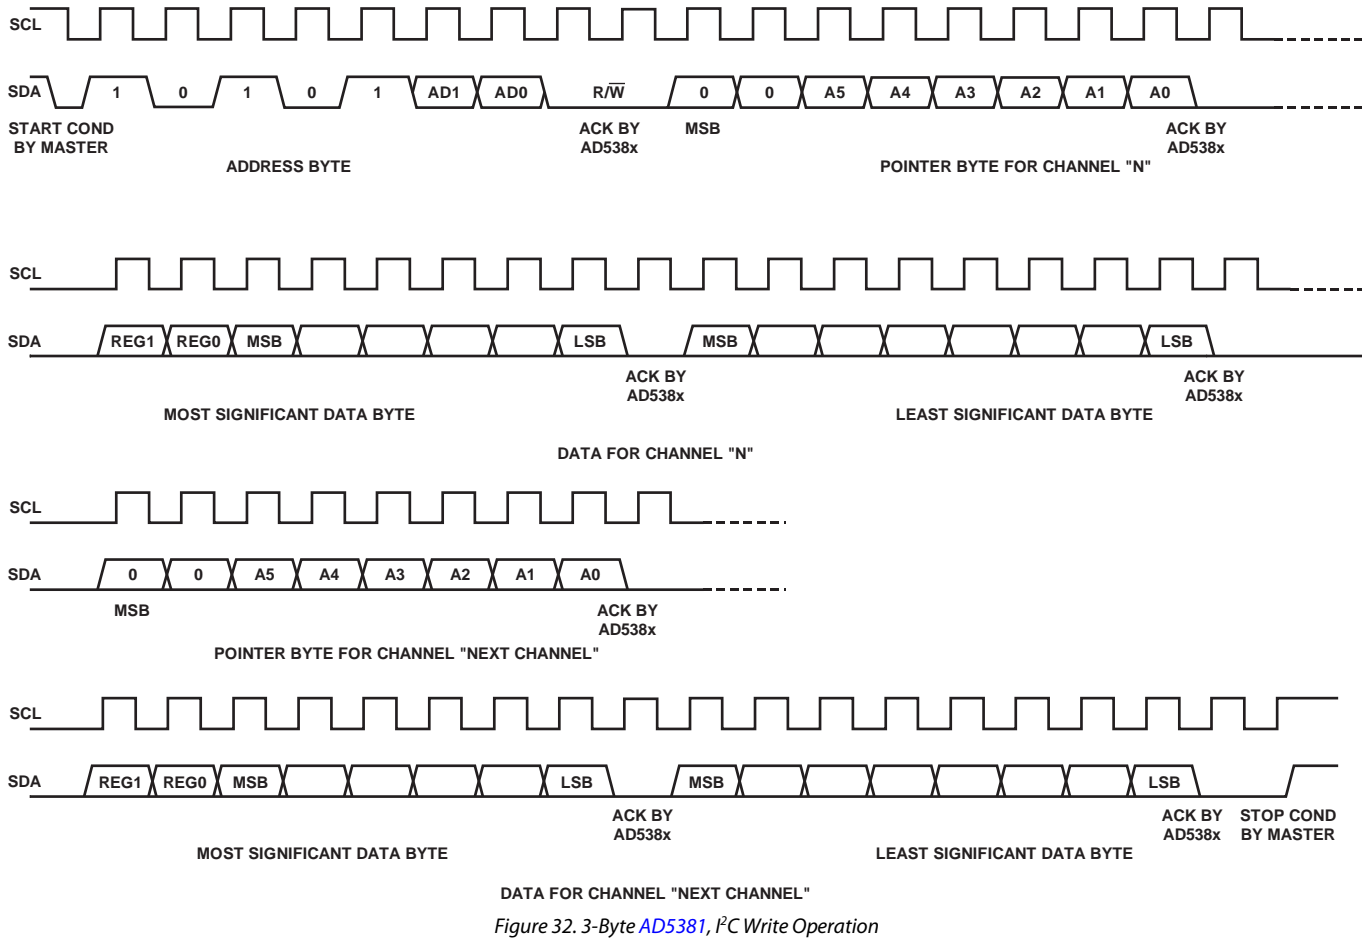 SCL
SDA 1 0 1 0 1 AD1 AD0 R/W̅ 0 0 A5 A4 A3 A2 A1 A0
START COND
BY MASTER
ACK BY
AD538x
MSB
ACK BY
AD538x
ADDRESS BYTE
POINTER BYTE FOR CHANNEL "N"
SCL
SDA REG1 REG0 MSB LSB MSB LSB
ACK BY
AD538x
ACK BY
AD538x
MOST SIGNIFICANT DATA BYTE
LEAST SIGNIFICANT DATA BYTE
DATA FOR CHANNEL "N"
SCL
SDA 0 0 A5 A4 A3 A2 A1 A0
MSB
ACK BY
AD538x
POINTER BYTE FOR CHANNEL "NEXT CHANNEL"
SCL
SDA REG1 REG0 MSB LSB MSB LSB
ACK BY
AD538x
ACK BY
AD538x
STOP COND
BY MASTER
MOST SIGNIFICANT DATA BYTE
LEAST SIGNIFICANT DATA BYTE
DATA FOR CHANNEL "NEXT CHANNEL"
Figure 32. 3-Byte AD5381, I²C Write Operation